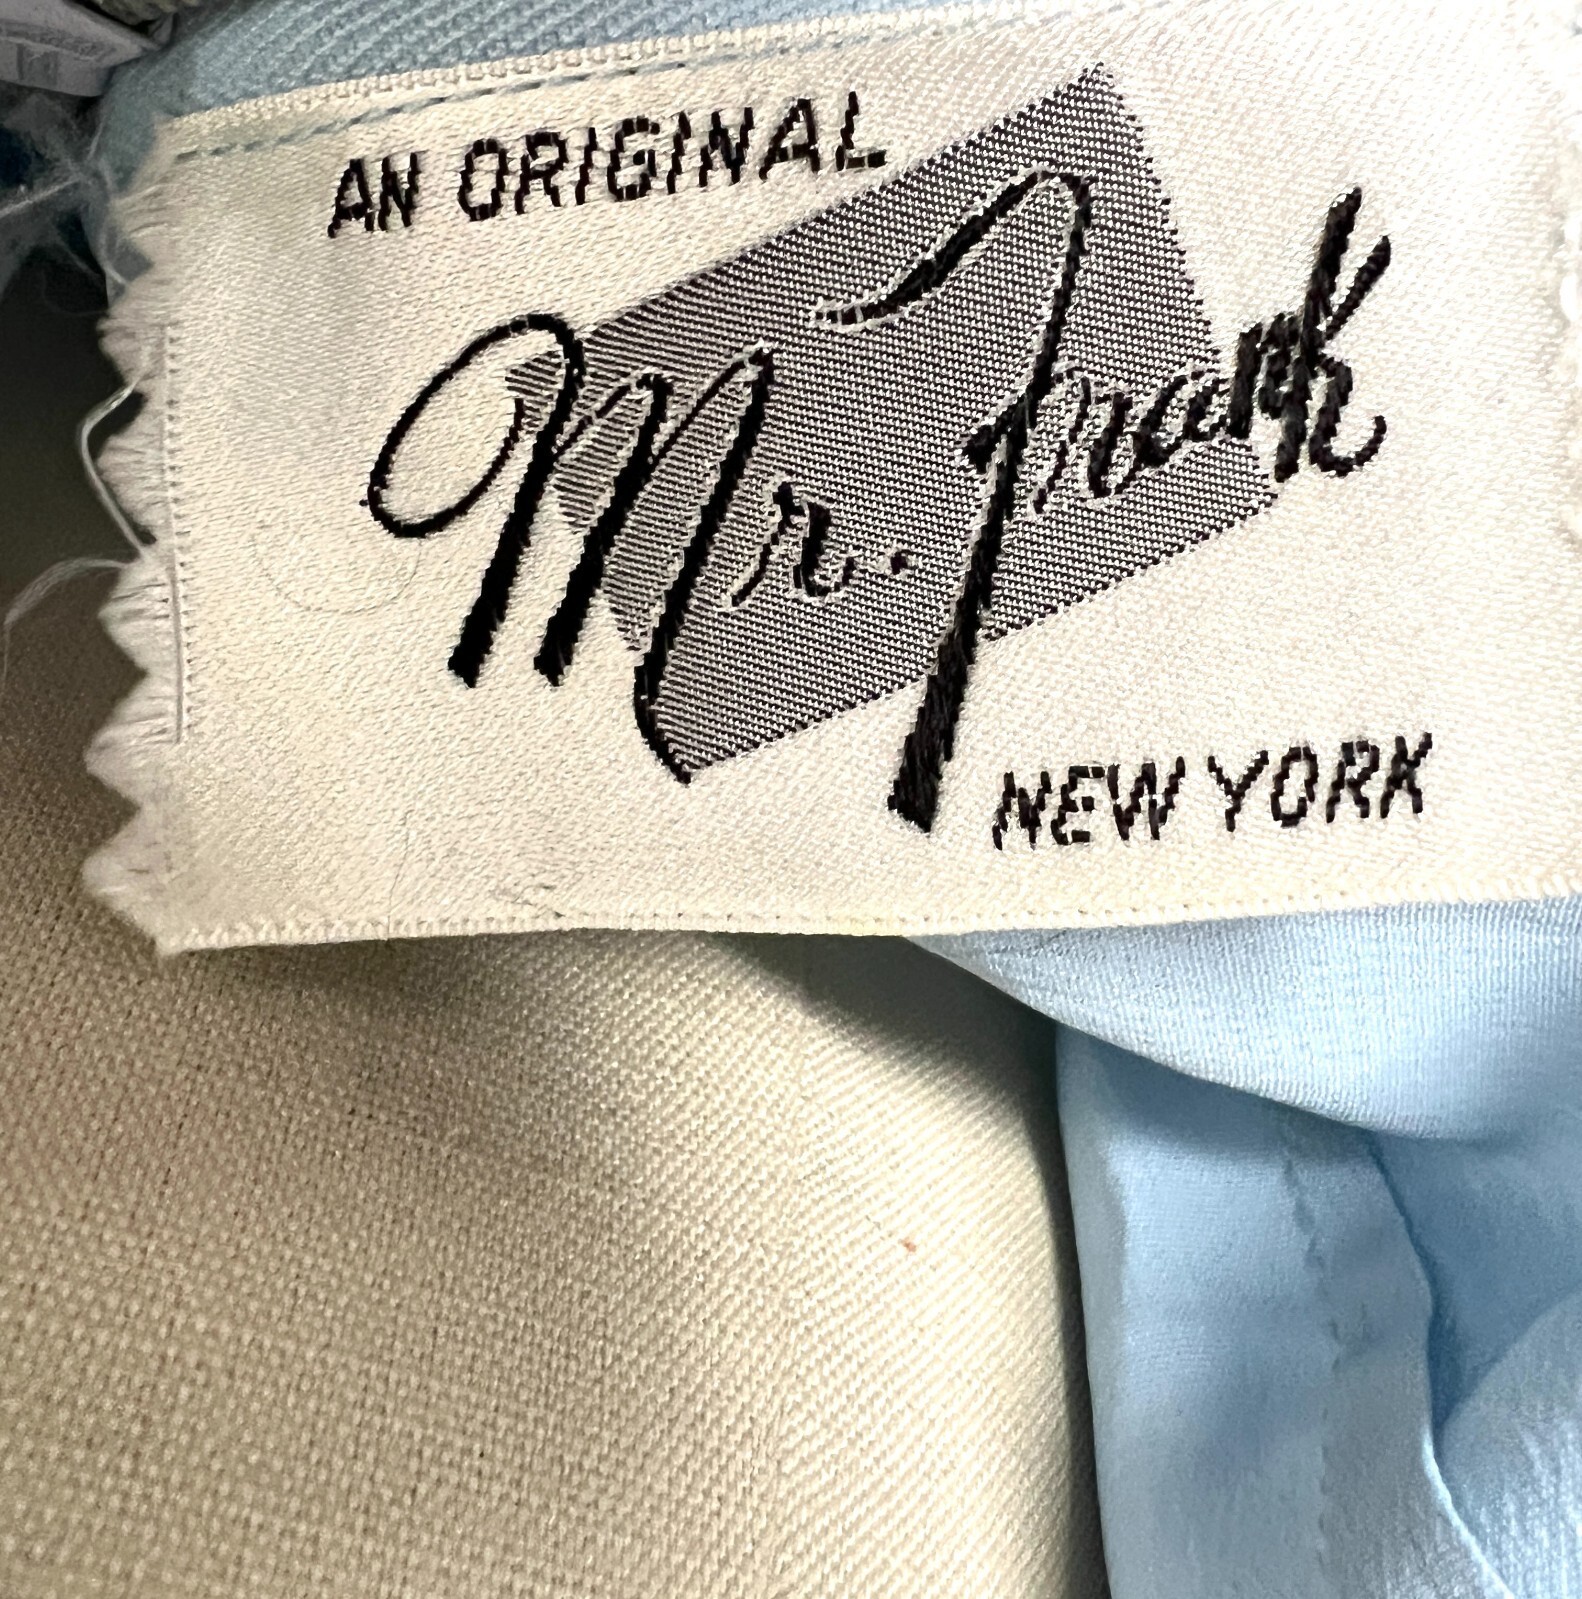 AN ORIGINAL
Mr. Frank
NEW YORK